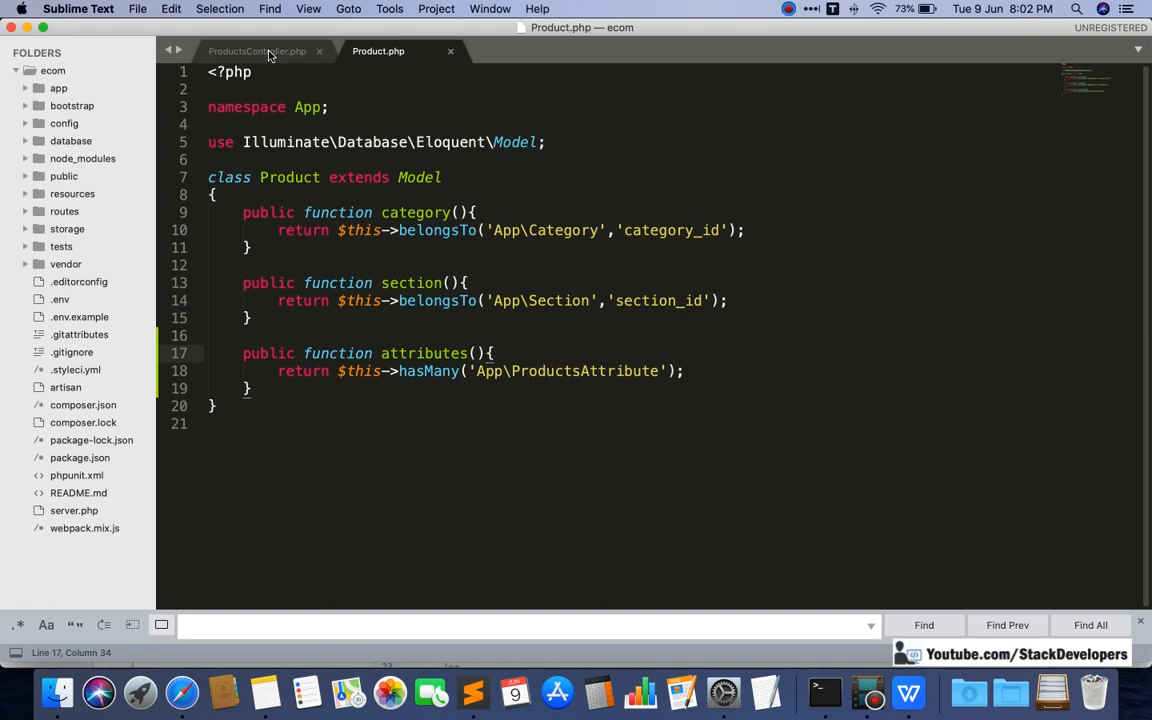 Sublime Text File Edit Selection Find View Goto Tools Project Window Help 73% Tue 9 Jun 8:02 PM
Product.php — ecom UNREGISTERED
FOLDERS
ecom
app
bootstrap
config
database
node_modules
public
resources
routes
storage
tests
vendor
.editorconfig
.env
.env.example
.gitattributes
.gitignore
.styleci.yml
artisan
composer.json
composer.lock
package-lock.json
package.json
phpunit.xml
README.md
server.php
webpack.mix.js
ProductsController.php Product.php
1 <?php
2
3 namespace App;
4
5 use Illuminate\Database\Eloquent\Model;
6
7 class Product extends Model
8 {
9 public function category(){
10 return $this->belongsTo('App\Category','category_id');
11 }
12
13 public function section(){
14 return $this->belongsTo('App\Section','section_id');
15 }
16
17 public function attributes(){
18 return $this->hasMany('App\ProductsAttribute');
19 }
20 }
21
.* Aa “” Find Find Prev Find All
Line 17, Column 34
Youtube.com/StackDevelopers